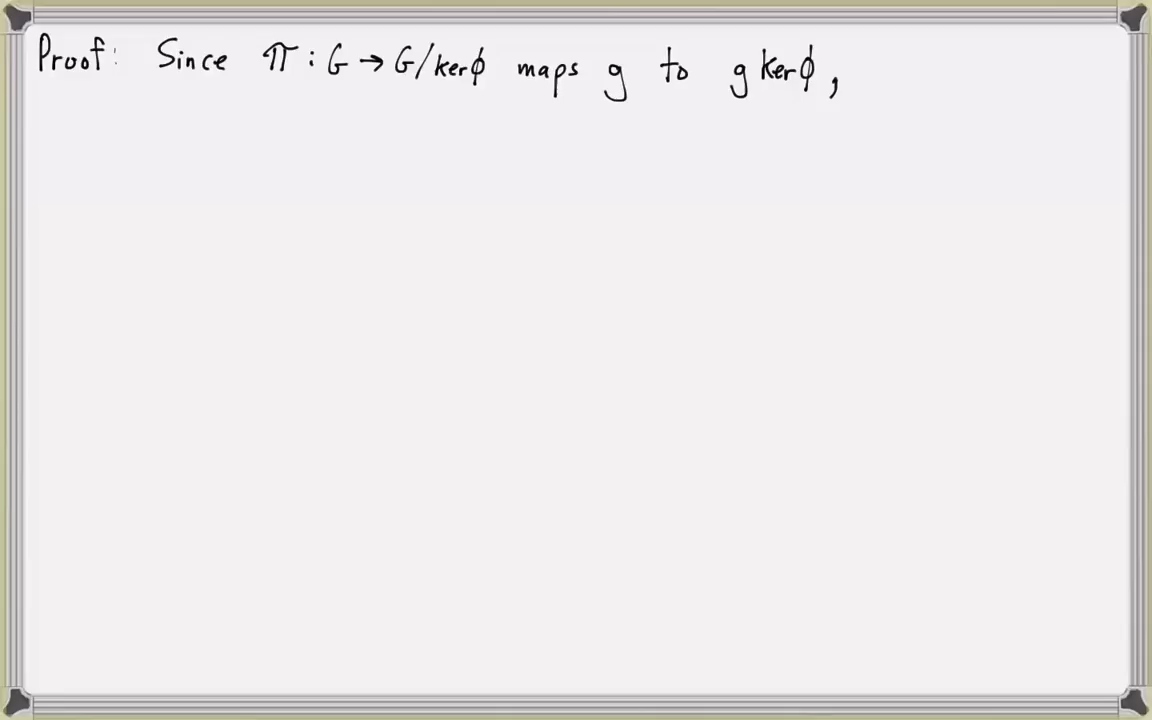 Proof: Since π : G → G/kerϕ maps g to g kerϕ,